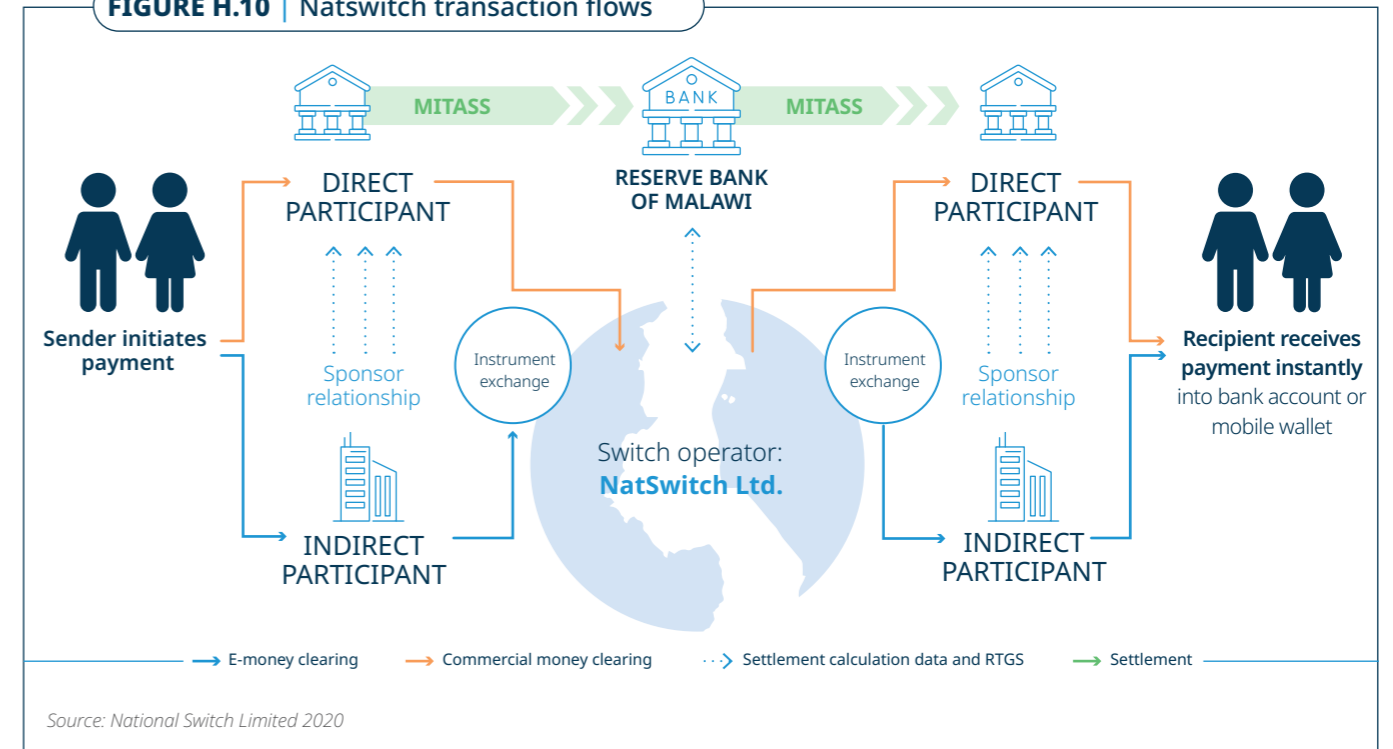 FIGURE H.10 | Natswitch transaction flows
MITASS
BANK
MITASS
RESERVE BANK
OF MALAWI
DIRECT
PARTICIPANT
DIRECT
PARTICIPANT
Sender initiates
payment
Instrument
exchange
Instrument
exchange
Sponsor
relationship
Sponsor
relationship
Recipient receives
payment instantly
into bank account or
mobile wallet
Switch operator:
NatSwitch Ltd.
INDIRECT
PARTICIPANT
INDIRECT
PARTICIPANT
E-money clearing
Commercial money clearing
Settlement calculation data and RTGS
Settlement
Source: National Switch Limited 2020